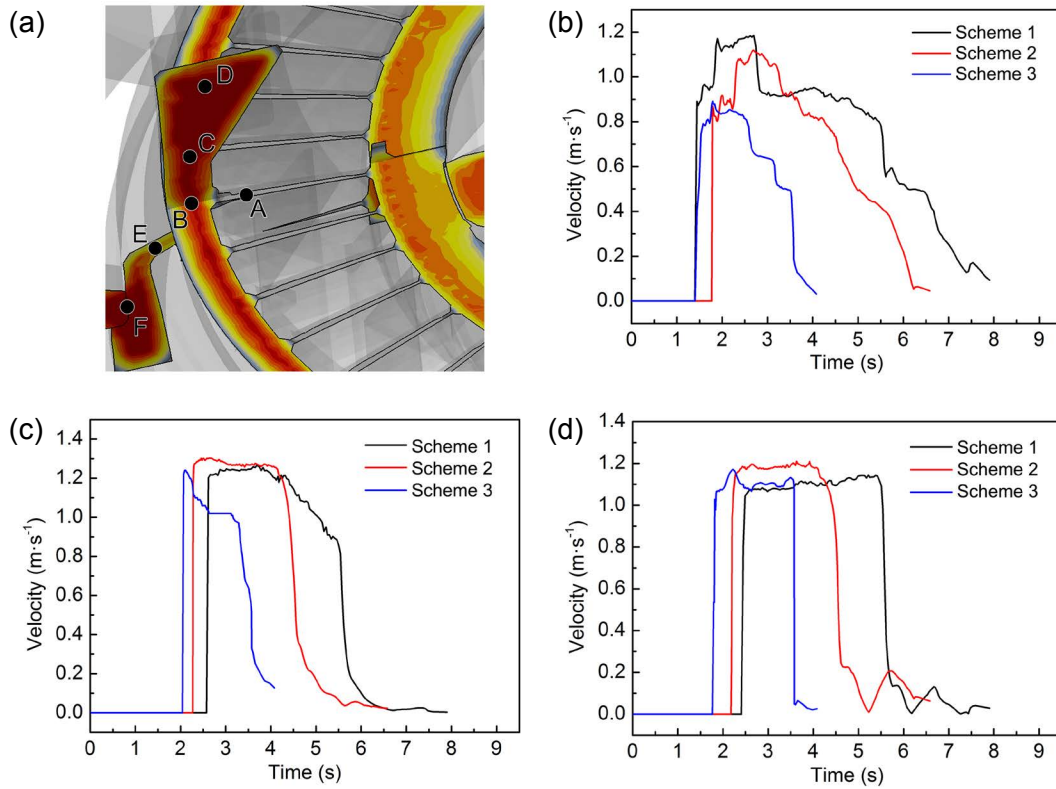 (a)
D
C
A
B
E
F
(b)
Velocity (m·s⁻¹)
1.2
1.0
0.8
0.6
0.4
0.2
0.0
Scheme 1
Scheme 2
Scheme 3
0 1 2 3 4 5 6 7 8 9
Time (s)
(c)
Velocity (m·s⁻¹)
1.4
1.2
1.0
0.8
0.6
0.4
0.2
0.0
Scheme 1
Scheme 2
Scheme 3
0 1 2 3 4 5 6 7 8 9
Time (s)
(d)
Velocity (m·s⁻¹)
1.4
1.2
1.0
0.8
0.6
0.4
0.2
0.0
Scheme 1
Scheme 2
Scheme 3
0 1 2 3 4 5 6 7 8 9
Time (s)